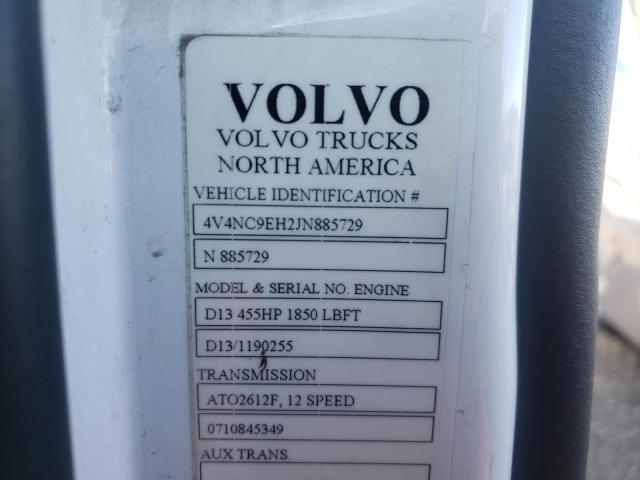 VOLVO
VOLVO TRUCKS
NORTH AMERICA
VEHICLE IDENTIFICATION #
4V4NC9EH2JN885729
N 885729
MODEL & SERIAL NO. ENGINE
D13 455HP 1850 LBFT
D13/1190255
TRANSMISSION
ATO2612F, 12 SPEED
0710845349
AUX TRANS.